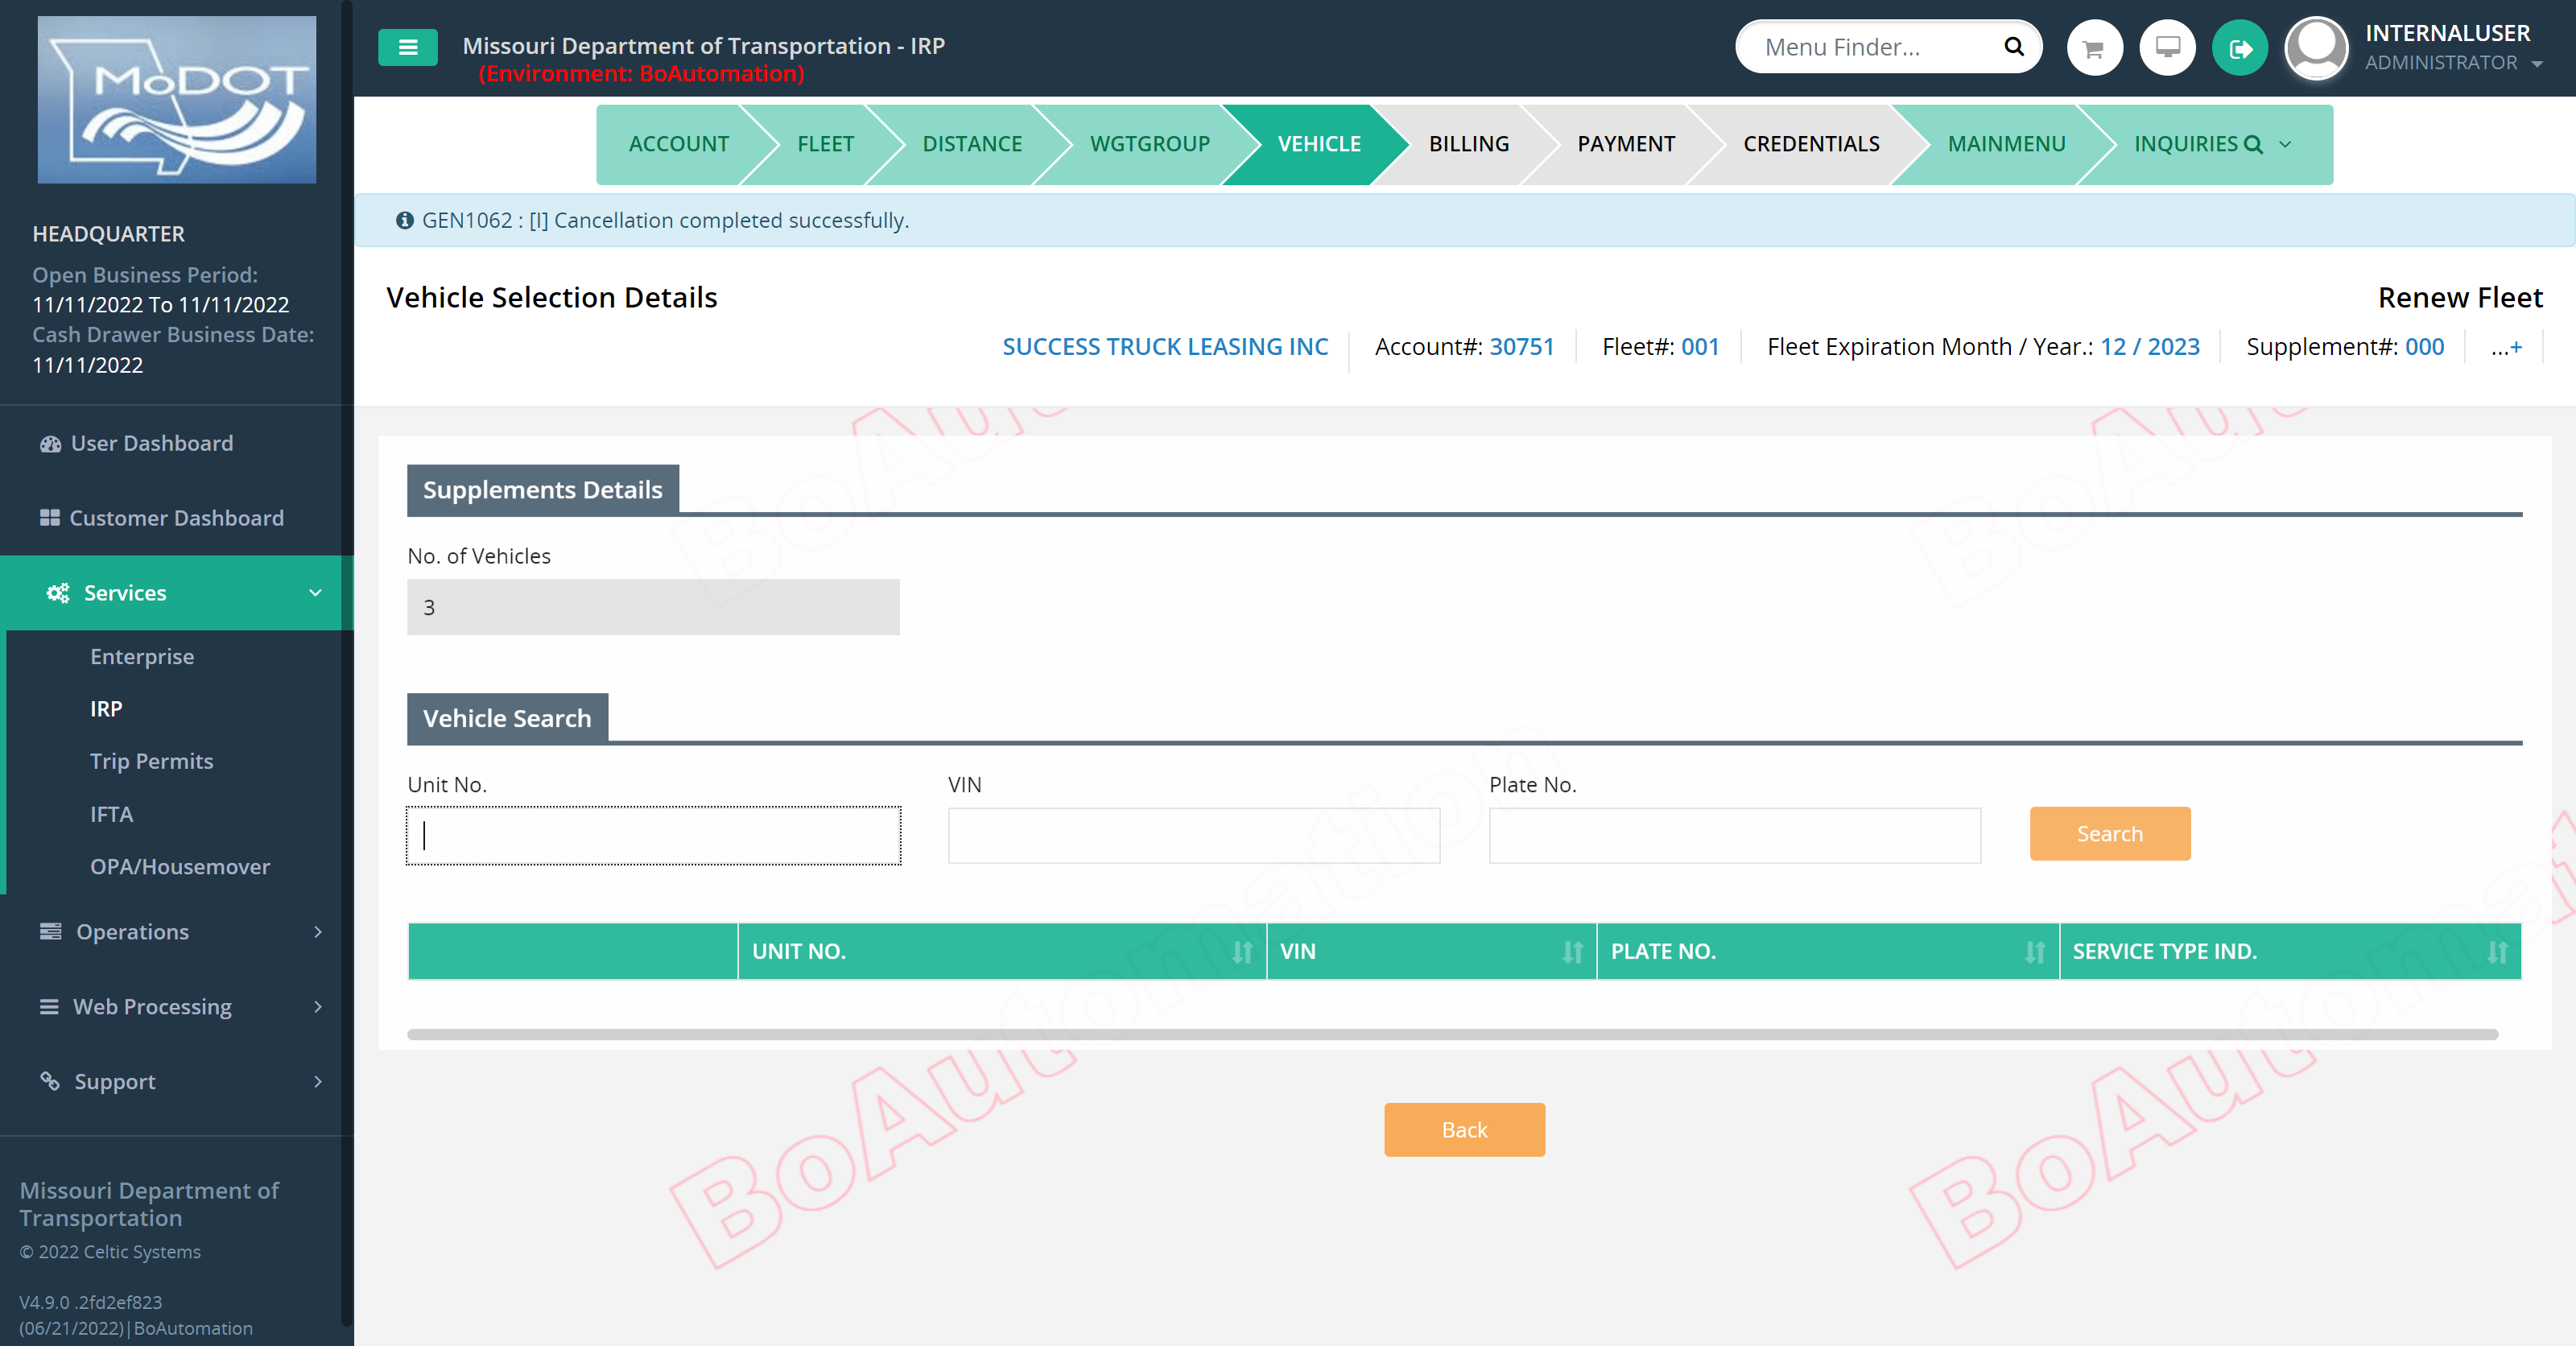 MoDOT
HEADQUARTER
Open Business Period:
11/11/2022 To 11/11/2022
Cash Drawer Business Date:
11/11/2022
User Dashboard
Customer Dashboard
Services
Enterprise
IRP
Trip Permits
IFTA
OPA/Housemover
Operations
Web Processing
Support
Missouri Department of
Transportation
© 2022 Celtic Systems
V4.9.0 .2fd2ef823
(06/21/2022)|BoAutomation
Missouri Department of Transportation - IRP
(Environment: BoAutomation)
Menu Finder...
INTERNALUSER
ADMINISTRATOR
ACCOUNT FLEET DISTANCE WGTGROUP VEHICLE BILLING PAYMENT CREDENTIALS MAINMENU INQUIRIES
GEN1062 : [I] Cancellation completed successfully.
Vehicle Selection Details
Renew Fleet
SUCCESS TRUCK LEASING INC Account#: 30751 Fleet#: 001 Fleet Expiration Month / Year.: 12 / 2023 Supplement#: 000 ...+
Supplements Details
No. of Vehicles
3
Vehicle Search
Unit No. VIN Plate No.
Search
UNIT NO. VIN PLATE NO. SERVICE TYPE IND.
Back
BoAutomation
BoAutomat
BoAut
BoAut